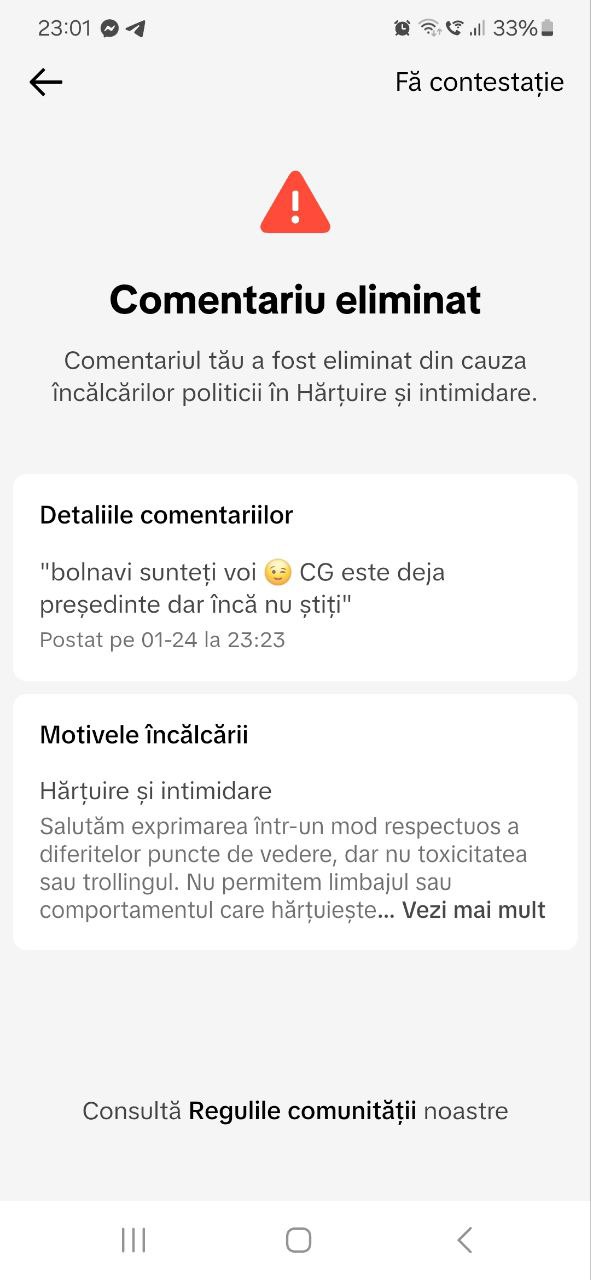 23:01 33%
Fă contestație
Comentariu eliminat
Comentariul tău a fost eliminat din cauza
încălcărilor politicii în Hărțuire și intimidare.
Detaliile comentariilor
"bolnavi sunteți voi 😉 CG este deja
președinte dar încă nu știți"
Postat pe 01-24 la 23:23
Motivele încălcării
Hărțuire și intimidare
Salutăm exprimarea într-un mod respectuos a
diferitelor puncte de vedere, dar nu toxicitatea
sau trollingul. Nu permitem limbajul sau
comportamentul care hărțuiește... Vezi mai mult
Consultă Regulile comunității noastre